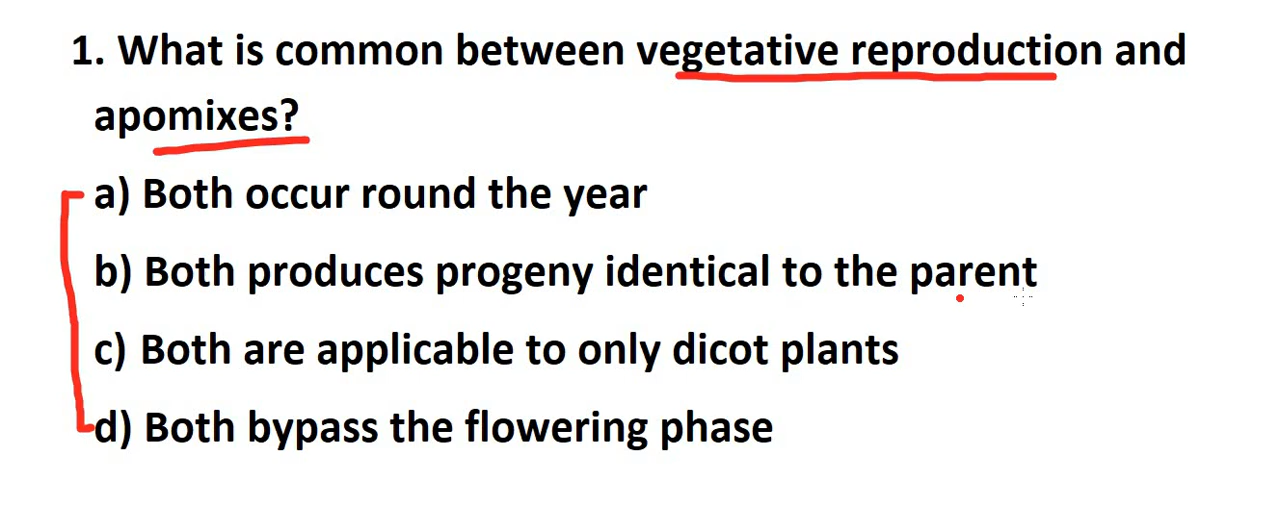 1. What is common between vegetative reproduction and
apomixes?
a) Both occur round the year
b) Both produces progeny identical to the parent
c) Both are applicable to only dicot plants
d) Both bypass the flowering phase